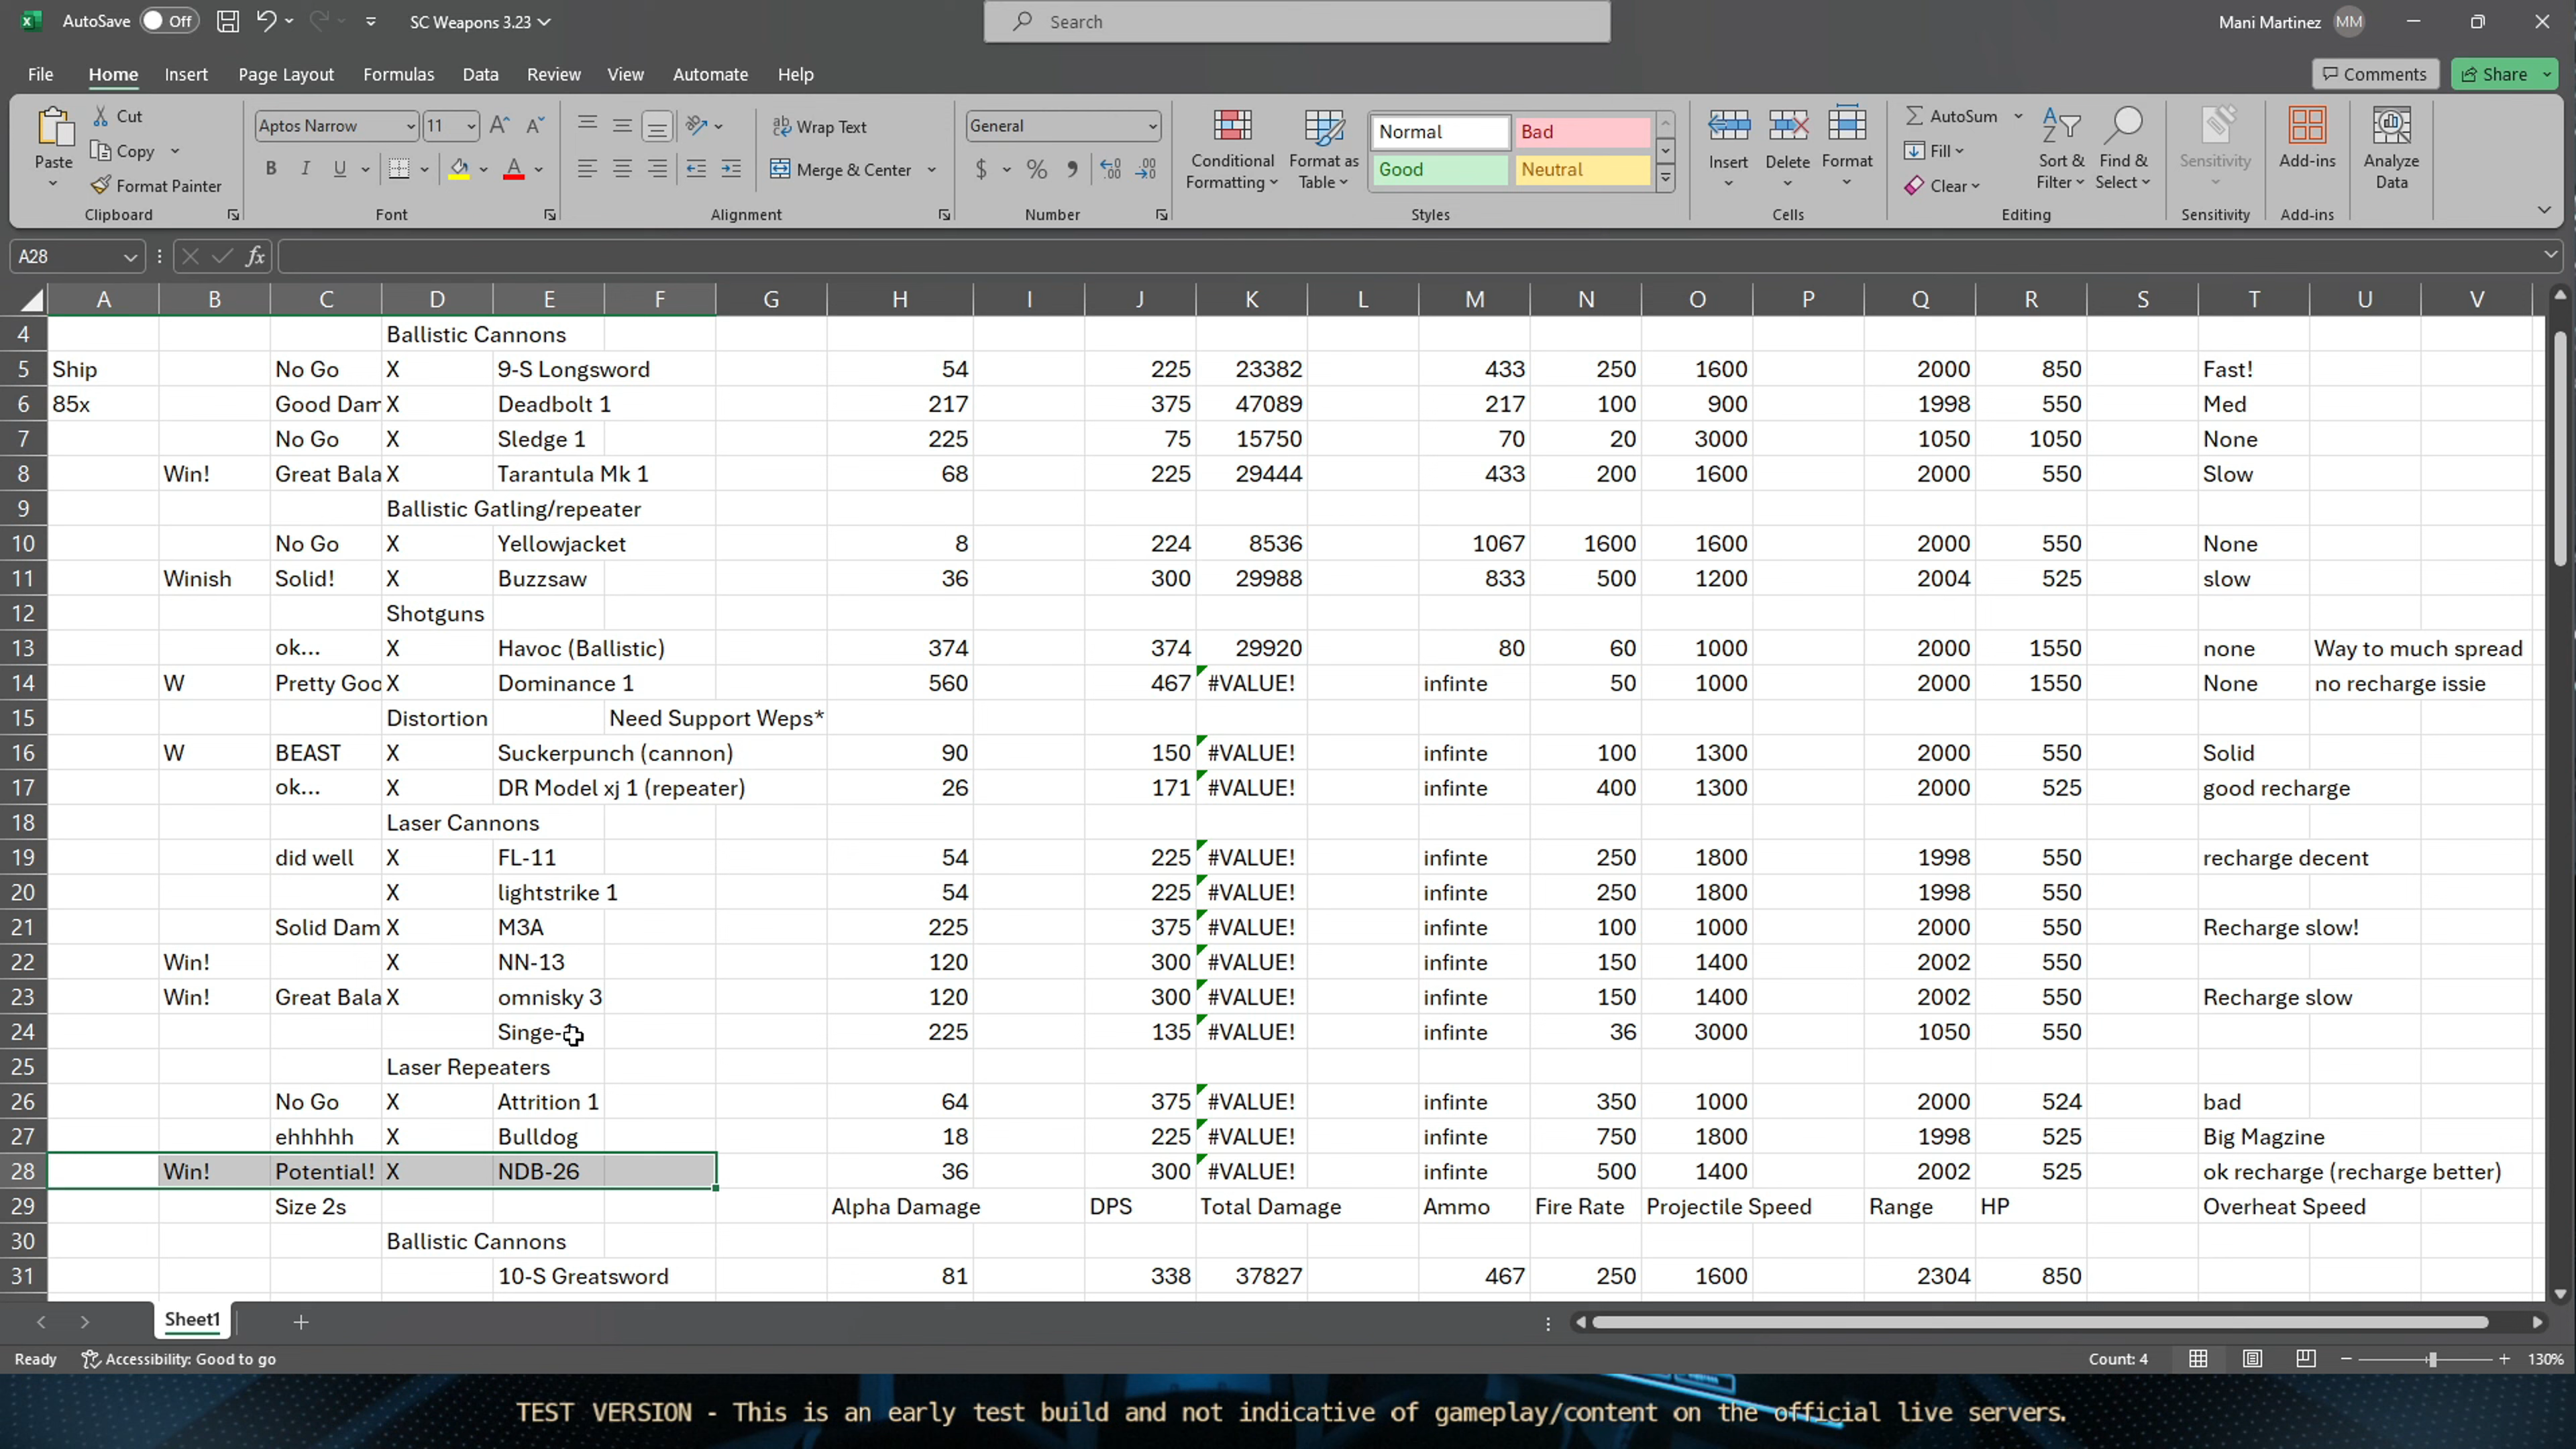 AutoSave Off SC Weapons 3.23 Search Mani Martinez MM
File Home Insert Page Layout Formulas Data Review View Automate Help Comments Share
Paste Cut Copy Format Painter Clipboard
Aptos Narrow 11 B I U A Font
Wrap Text Merge & Center Alignment
General $ % Number
Conditional Formatting Format as Table Normal Bad Good Neutral Styles
Insert Delete Format Cells
AutoSum Fill Clear Sort & Filter Find & Select Editing
Sensitivity Sensitivity Add-ins Add-ins Analyze Data
A28 fx
A B C D E F G H I J K L M N O P Q R S T U V
4 Ballistic Cannons
5 Ship No Go X 9-S Longsword 54 225 23382 433 250 1600 2000 850 Fast!
6 85x Good Dam X Deadbolt 1 217 375 47089 217 100 900 1998 550 Med
7 No Go X Sledge 1 225 75 15750 70 20 3000 1050 1050 None
8 Win! Great Bala X Tarantula Mk 1 68 225 29444 433 200 1600 2000 550 Slow
9 Ballistic Gatling/repeater
10 No Go X Yellowjacket 8 224 8536 1067 1600 1600 2000 550 None
11 Winish Solid! X Buzzsaw 36 300 29988 833 500 1200 2004 525 slow
12 Shotguns
13 ok... X Havoc (Ballistic) 374 374 29920 80 60 1000 2000 1550 none Way to much spread
14 W Pretty Goo X Dominance 1 560 467 #VALUE! infinte 50 1000 2000 1550 None no recharge issie
15 Distortion Need Support Weps*
16 W BEAST X Suckerpunch (cannon) 90 150 #VALUE! infinte 100 1300 2000 550 Solid
17 ok... X DR Model xj 1 (repeater) 26 171 #VALUE! infinte 400 1300 2000 525 good recharge
18 Laser Cannons
19 did well X FL-11 54 225 #VALUE! infinte 250 1800 1998 550 recharge decent
20 X lightstrike 1 54 225 #VALUE! infinte 250 1800 1998 550
21 Solid Dam X M3A 225 375 #VALUE! infinte 100 1000 2000 550 Recharge slow!
22 Win! X NN-13 120 300 #VALUE! infinte 150 1400 2002 550
23 Win! Great Bala X omnisky 3 120 300 #VALUE! infinte 150 1400 2002 550 Recharge slow
24 Singe- 225 135 #VALUE! infinte 36 3000 1050 550
25 Laser Repeaters
26 No Go X Attrition 1 64 375 #VALUE! infinte 350 1000 2000 524 bad
27 ehhhhh X Bulldog 18 225 #VALUE! infinte 750 1800 1998 525 Big Magzine
28 Win! Potential! X NDB-26 36 300 #VALUE! infinte 500 1400 2002 525 ok recharge (recharge better)
29 Size 2s Alpha Damage DPS Total Damage Ammo Fire Rate Projectile Speed Range HP Overheat Speed
30 Ballistic Cannons
31 10-S Greatsword 81 338 37827 467 250 1600 2304 850
Sheet1
Ready Accessibility: Good to go Count: 4 130%
TEST VERSION - This is an early test build and not indicative of gameplay/content on the official live servers.